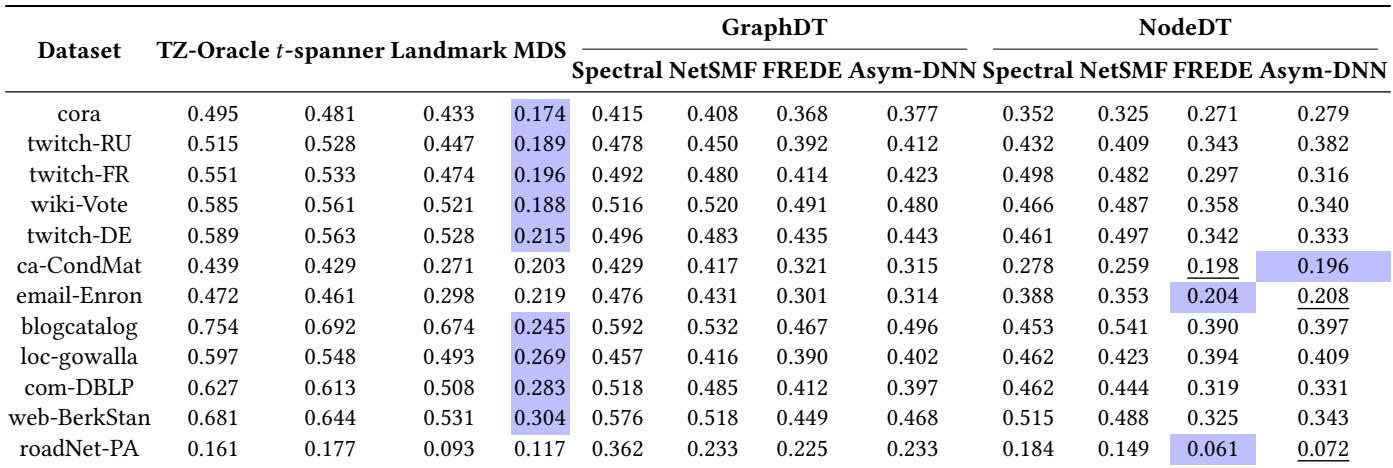 GraphDT NodeDT
Dataset TZ-Oracle t-spanner Landmark MDS
Spectral NetSMF FREDE Asym-DNN Spectral NetSMF FREDE Asym-DNN
cora 0.495 0.481 0.433 0.174 0.415 0.408 0.368 0.377 0.352 0.325 0.271 0.279
twitch-RU 0.515 0.528 0.447 0.189 0.478 0.450 0.392 0.412 0.432 0.409 0.343 0.382
twitch-FR 0.551 0.533 0.474 0.196 0.492 0.480 0.414 0.423 0.498 0.482 0.297 0.316
wiki-Vote 0.585 0.561 0.521 0.188 0.516 0.520 0.491 0.480 0.466 0.487 0.358 0.340
twitch-DE 0.589 0.563 0.528 0.215 0.496 0.483 0.435 0.443 0.461 0.497 0.342 0.333
ca-CondMat 0.439 0.429 0.271 0.203 0.429 0.417 0.321 0.315 0.278 0.259 0.198 0.196
email-Enron 0.472 0.461 0.298 0.219 0.476 0.431 0.301 0.314 0.388 0.353 0.204 0.208
blogcatalog 0.754 0.692 0.674 0.245 0.592 0.532 0.467 0.496 0.453 0.541 0.390 0.397
loc-gowalla 0.597 0.548 0.493 0.269 0.457 0.416 0.390 0.402 0.462 0.423 0.394 0.409
com-DBLP 0.627 0.613 0.508 0.283 0.518 0.485 0.412 0.397 0.462 0.444 0.319 0.331
web-BerkStan 0.681 0.644 0.531 0.304 0.576 0.518 0.449 0.468 0.515 0.488 0.325 0.343
roadNet-PA 0.161 0.177 0.093 0.117 0.362 0.233 0.225 0.233 0.184 0.149 0.061 0.072